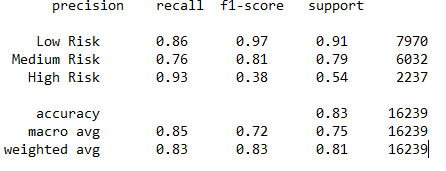 precision recall f1-score support
Low Risk 0.86 0.97 0.91 7970
Medium Risk 0.76 0.81 0.79 6032
High Risk 0.93 0.38 0.54 2237
accuracy 0.83 16239
macro avg 0.85 0.72 0.75 16239
weighted avg 0.83 0.83 0.81 16239